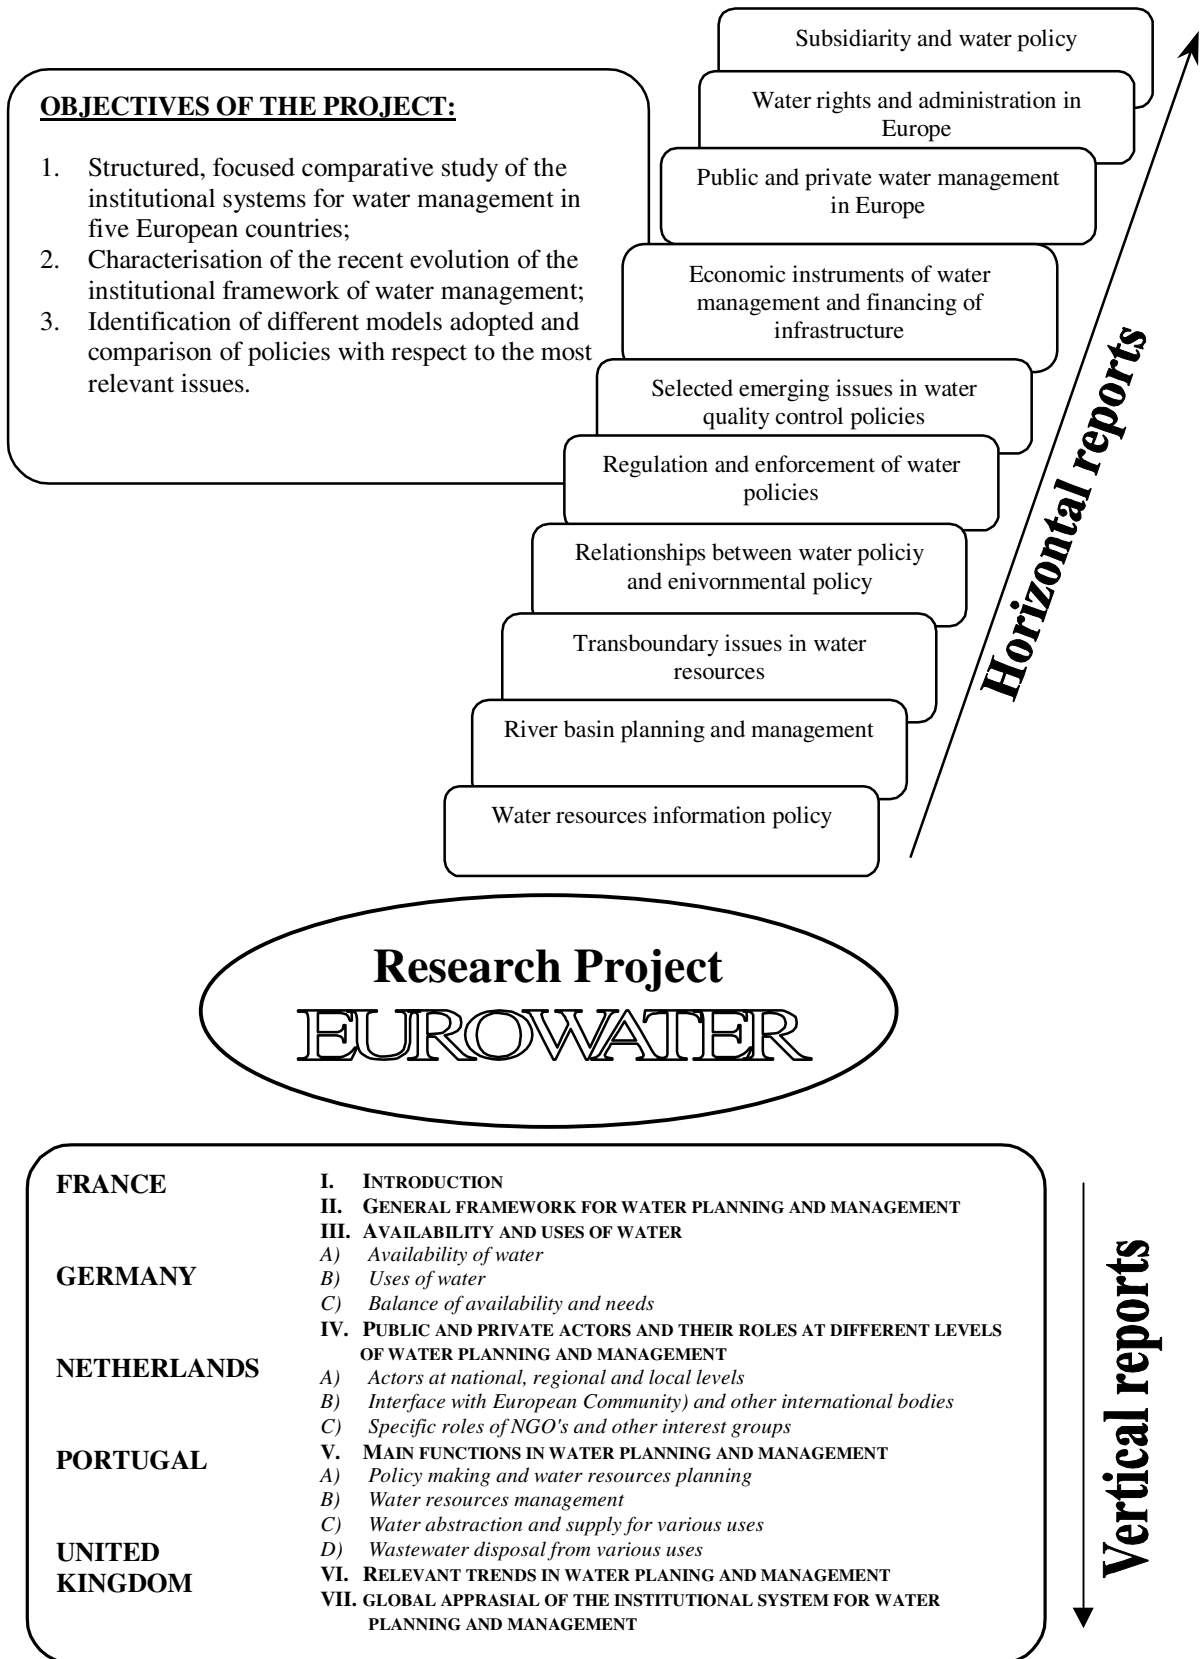 Subsidiarity and water policy
Water rights and administration in
Europe
Public and private water management
in Europe
Economic instruments of water
management and financing of
infrastructure
Selected emerging issues in water
quality control policies
Regulation and enforcement of water
policies
Relationships between water policiy
and enivornmental policy
Transboundary issues in water
resources
River basin planning and management
Water resources information policy
Horizontal reports
OBJECTIVES OF THE PROJECT:
1. Structured, focused comparative study of the
institutional systems for water management in
five European countries;
2. Characterisation of the recent evolution of the
institutional framework of water management;
3. Identification of different models adopted and
comparison of policies with respect to the most
relevant issues.
Research Project
EUROWATER
FRANCE
GERMANY
NETHERLANDS
PORTUGAL
UNITED
KINGDOM
I. INTRODUCTION
II. GENERAL FRAMEWORK FOR WATER PLANNING AND MANAGEMENT
III. AVAILABILITY AND USES OF WATER
A) Availability of water
B) Uses of water
C) Balance of availability and needs
IV. PUBLIC AND PRIVATE ACTORS AND THEIR ROLES AT DIFFERENT LEVELS
OF WATER PLANNING AND MANAGEMENT
A) Actors at national, regional and local levels
B) Interface with European Community) and other international bodies
C) Specific roles of NGO's and other interest groups
V. MAIN FUNCTIONS IN WATER PLANNING AND MANAGEMENT
A) Policy making and water resources planning
B) Water resources management
C) Water abstraction and supply for various uses
D) Wastewater disposal from various uses
VI. RELEVANT TRENDS IN WATER PLANING AND MANAGEMENT
VII. GLOBAL APPRASIAL OF THE INSTITUTIONAL SYSTEM FOR WATER
PLANNING AND MANAGEMENT
Vertical reports